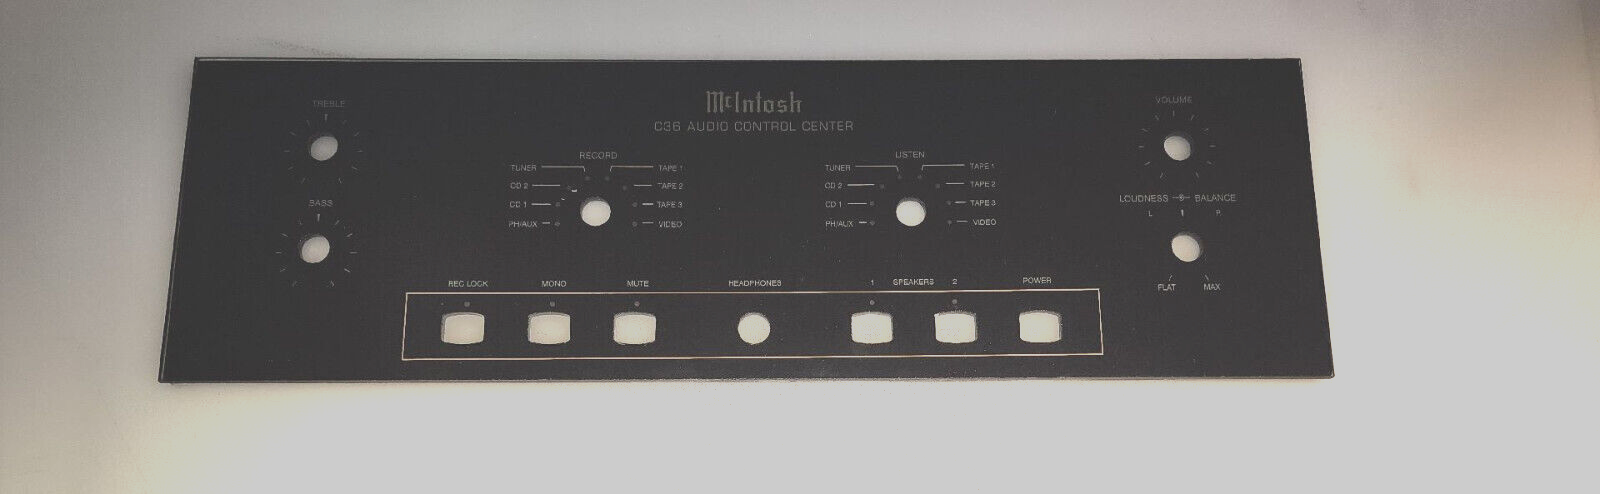 McIntosh
C36 AUDIO CONTROL CENTER
TREBLE
BASS
RECORD
TUNER TAPE 1
CD 2 TAPE 2
CD 1 TAPE 3
PH/AUX VIDEO
LISTEN
TUNER TAPE 1
CD 2 TAPE 2
CD 1 TAPE 3
PH/AUX VIDEO
VOLUME
LOUDNESS BALANCE
L R
FLAT MAX
REC LOCK MONO MUTE HEADPHONES 1 SPEAKERS 2 POWER